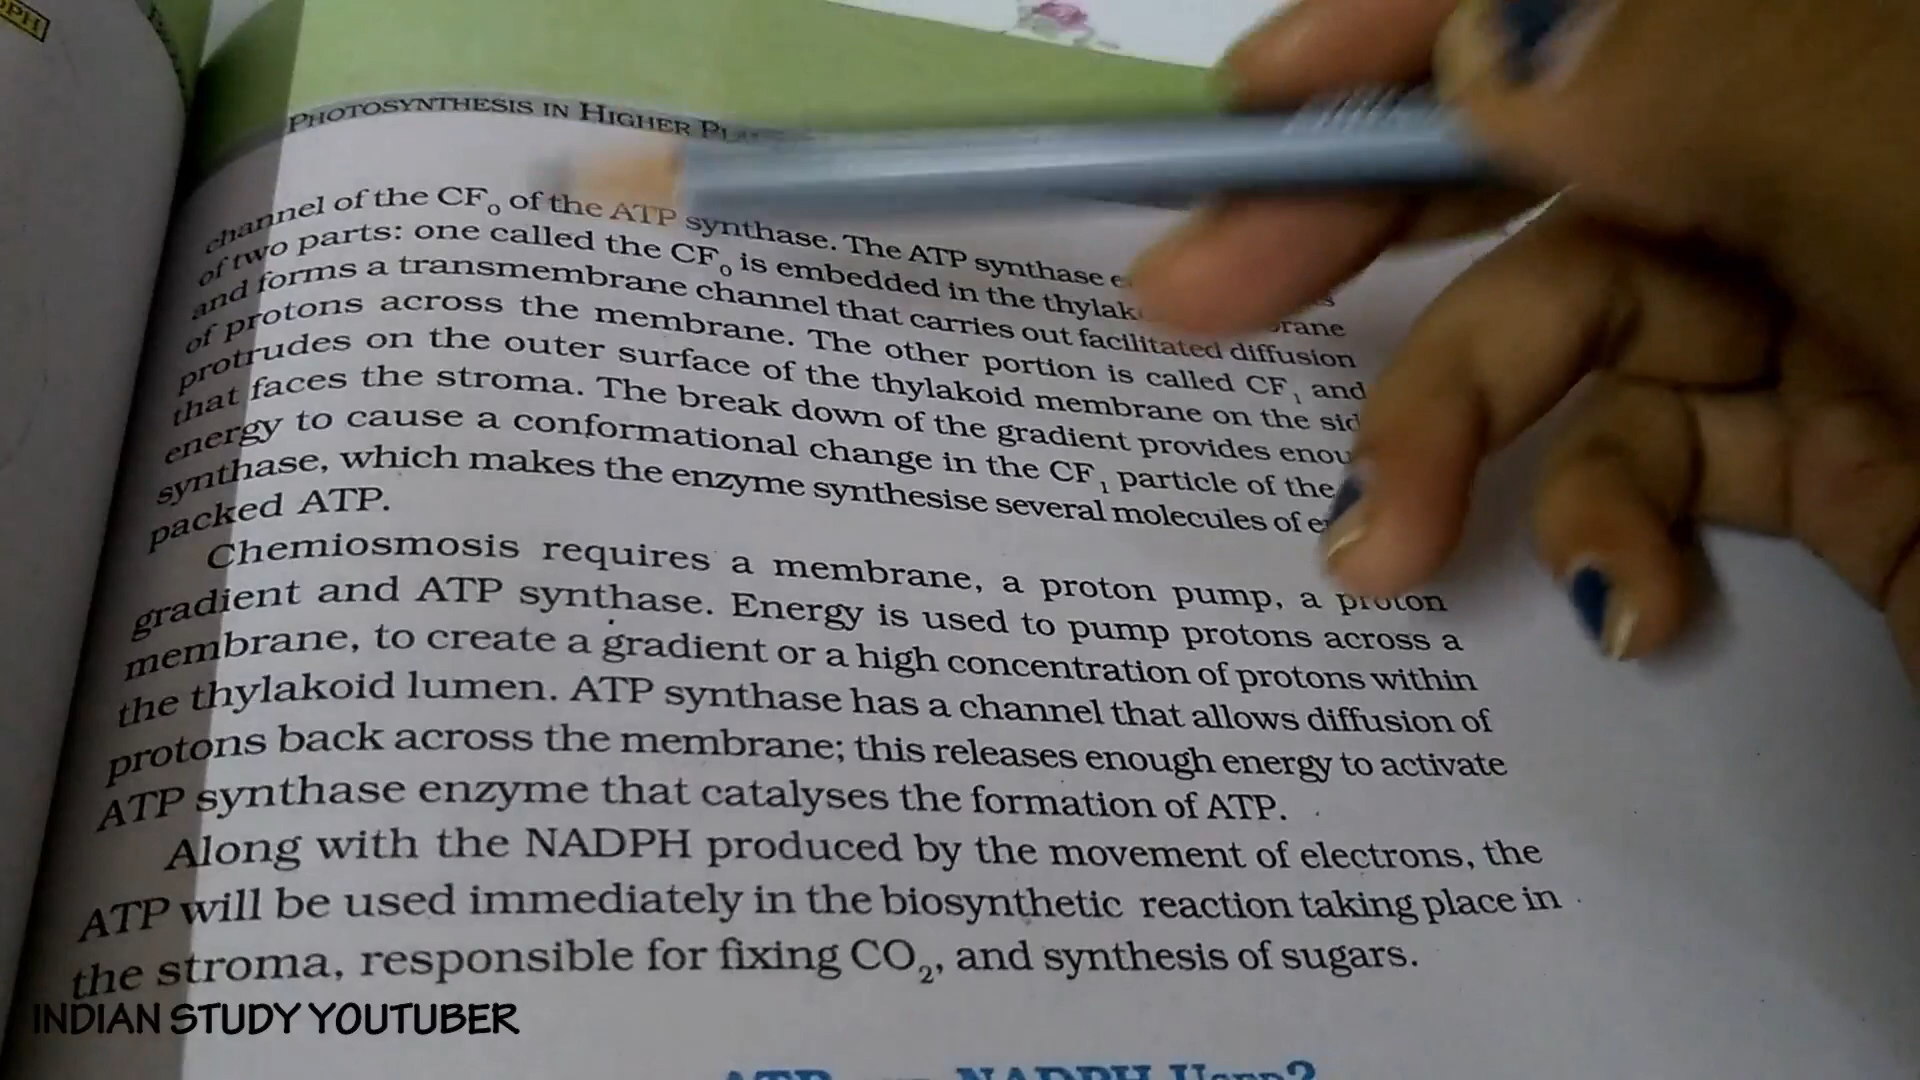 DPH
PHOTOSYNTHESIS IN HIGHER
channel of the CF0 of the ATP synthase. The ATP synthase
of two parts: one called the CF0 is embedded in the
and forms a transmembrane channel that carries out facilitated diffusion
of protons across the membrane. The other portion is called CF1 and
protrudes on the outer surface of the thylakoid membrane on the
that faces the stroma. The break down of the gradient provides
energy to cause a conformational change in the CF1 particle of the
synthase, which makes the enzyme synthesise several molecules of
packed ATP.
Chemiosmosis requires a membrane, a proton pump, a proton
gradient and ATP synthase. Energy is used to pump protons across a
membrane, to create a gradient or a high concentration of protons within
the thylakoid lumen. ATP synthase has a channel that allows diffusion of
protons back across the membrane; this releases enough energy to activate
ATP synthase enzyme that catalyses the formation of ATP.
Along with the NADPH produced by the movement of electrons, the
ATP will be used immediately in the biosynthetic reaction taking place in
the stroma, responsible for fixing CO2, and synthesis of sugars.
INDIAN STUDY YOUTUBER
ATP NADPH USED?